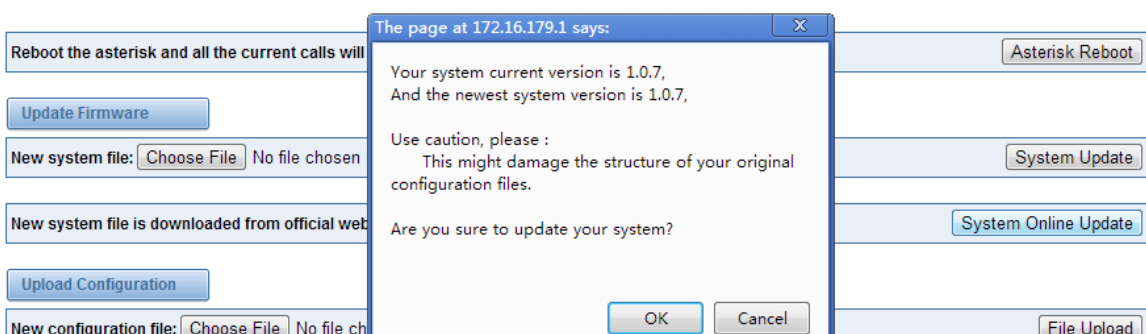 The page at 172.16.179.1 says:
Reboot the asterisk and all the current calls will
Asterisk Reboot
Your system current version is 1.0.7,
And the newest system version is 1.0.7,
Update Firmware
Use caution, please :
This might damage the structure of your original
configuration files.
New system file: Choose File No file chosen
System Update
New system file is downloaded from official web
Are you sure to update your system?
System Online Update
Upload Configuration
OK Cancel
New configuration file: Choose File No file ch
File Upload